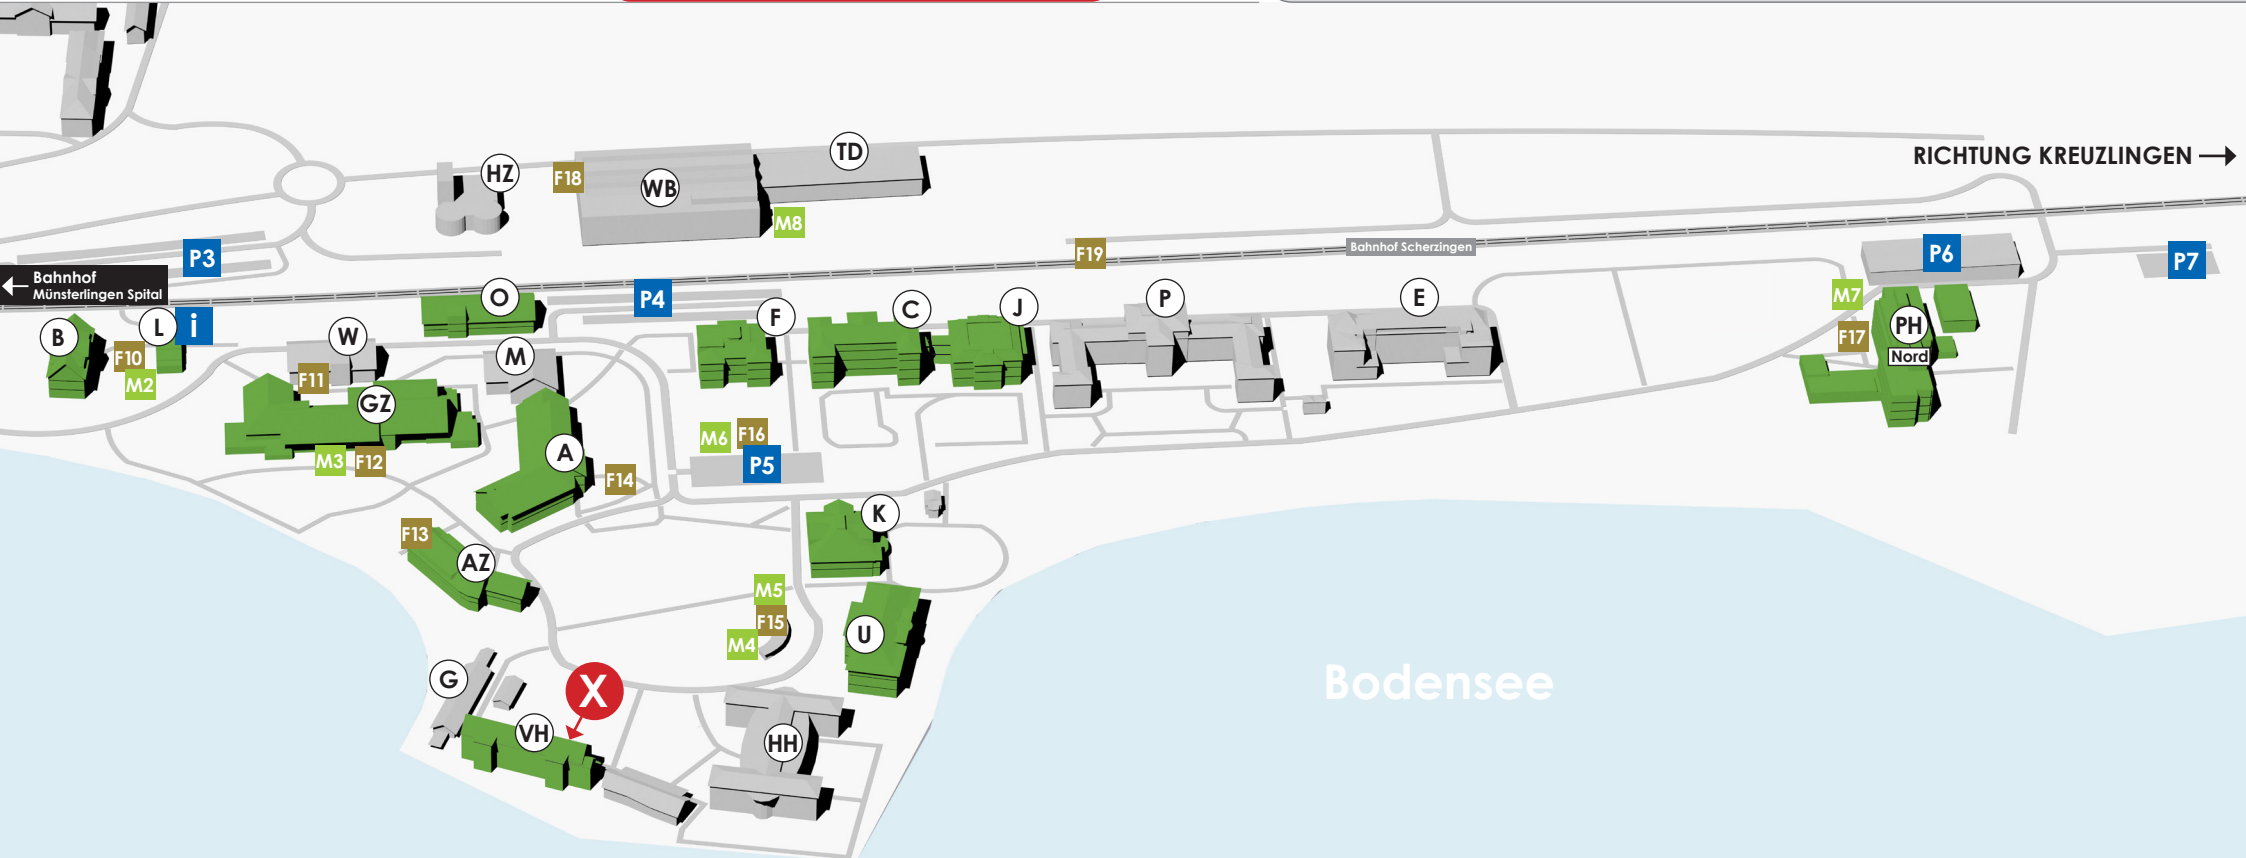 TD
RICHTUNG KREUZLINGEN
HZ
F18
WB
M8
P3
F19
Bahnhof Scherzingen
P6
P7
Bahnhof
Münsterlingen Spital
O
P4
P
E
M7
B
L
i
W
F
C
J
PH
Nord
F17
F10
M2
F11
M
GZ
M3
F12
A
F14
M6
F16
P5
K
F13
AZ
M5
F15
M4
U
G
X
VH
HH
Bodensee